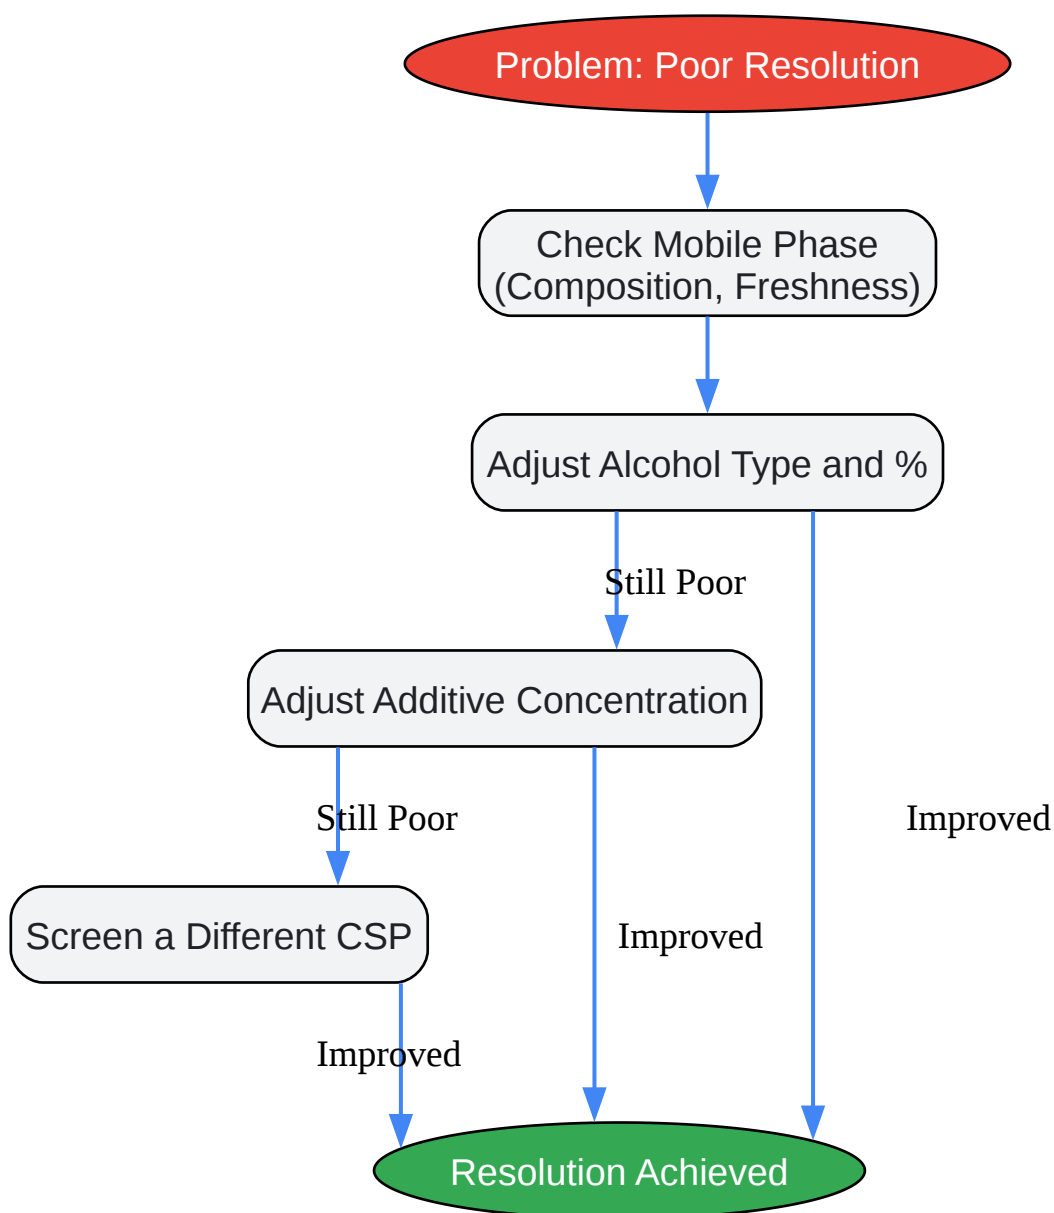 Problem: Poor Resolution
Check Mobile Phase
(Composition, Freshness)
Adjust Alcohol Type and %
Still Poor
Adjust Additive Concentration
Still Poor
Improved
Screen a Different CSP
Improved
Improved
Resolution Achieved